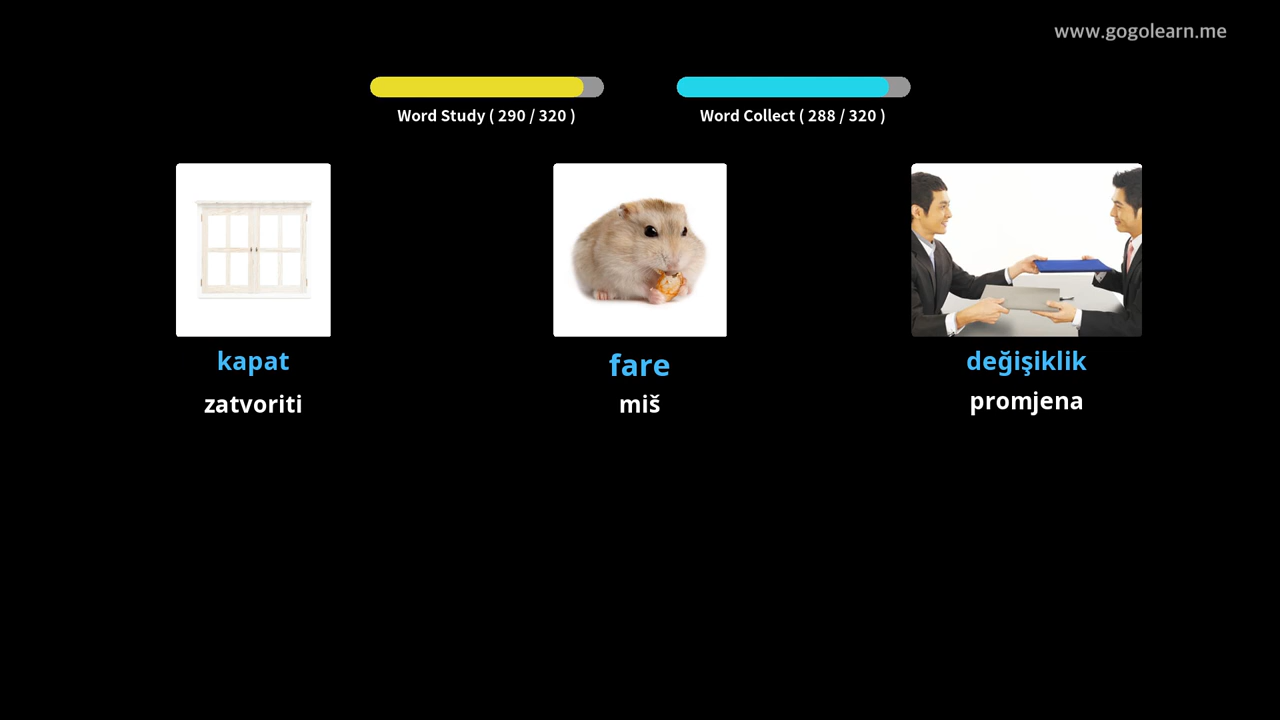 www.gogolearn.me
Word Study ( 290 / 320 )
Word Collect ( 288 / 320 )
kapat
fare
değişiklik
zatvoriti
miš
promjena